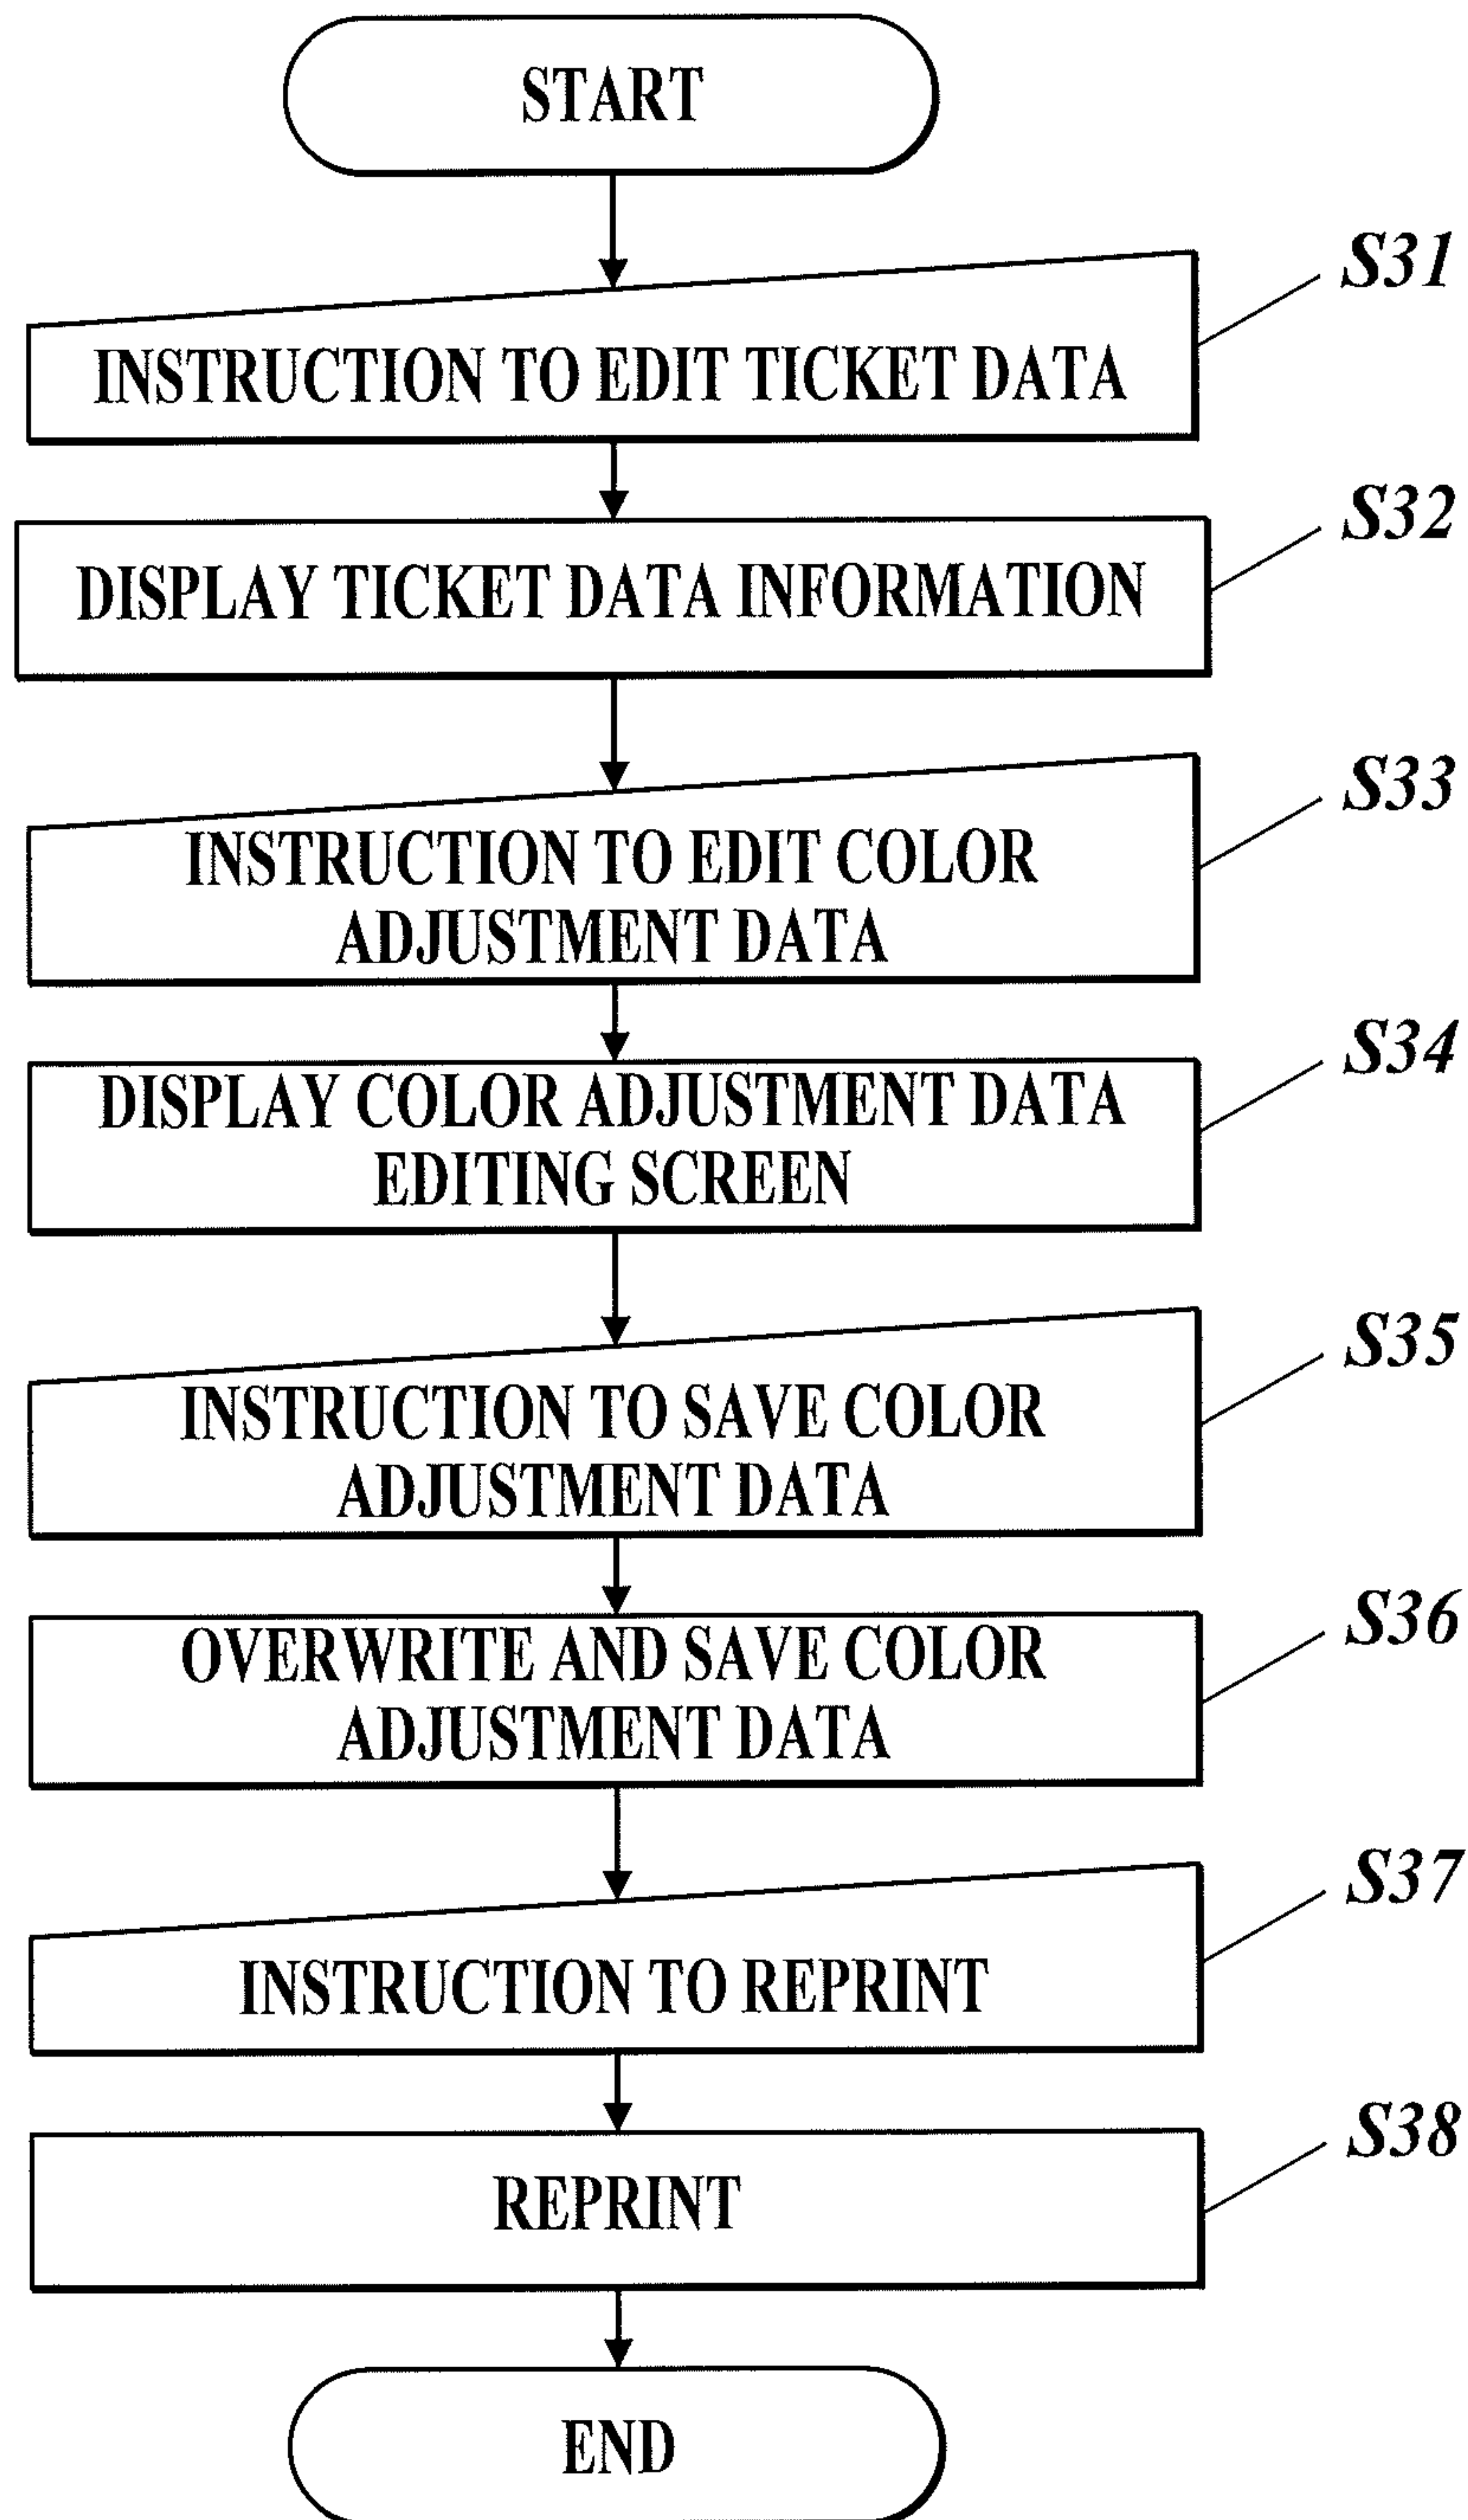 START
S31
INSTRUCTION TO EDIT TICKET DATA
S32
DISPLAY TICKET DATA INFORMATION
S33
INSTRUCTION TO EDIT COLOR
ADJUSTMENT DATA
S34
DISPLAY COLOR ADJUSTMENT DATA
EDITING SCREEN
S35
INSTRUCTION TO SAVE COLOR
ADJUSTMENT DATA
S36
OVERWRITE AND SAVE COLOR
ADJUSTMENT DATA
S37
INSTRUCTION TO REPRINT
S38
REPRINT
END